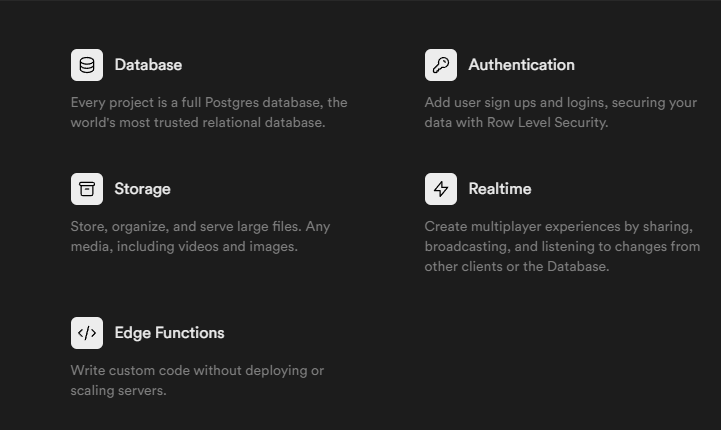 Database
Every project is a full Postgres database, the
world's most trusted relational database.
Authentication
Add user sign ups and logins, securing your
data with Row Level Security.
Storage
Store, organize, and serve large files. Any
media, including videos and images.
Realtime
Create multiplayer experiences by sharing,
broadcasting, and listening to changes from
other clients or the Database.
Edge Functions
Write custom code without deploying or
scaling servers.